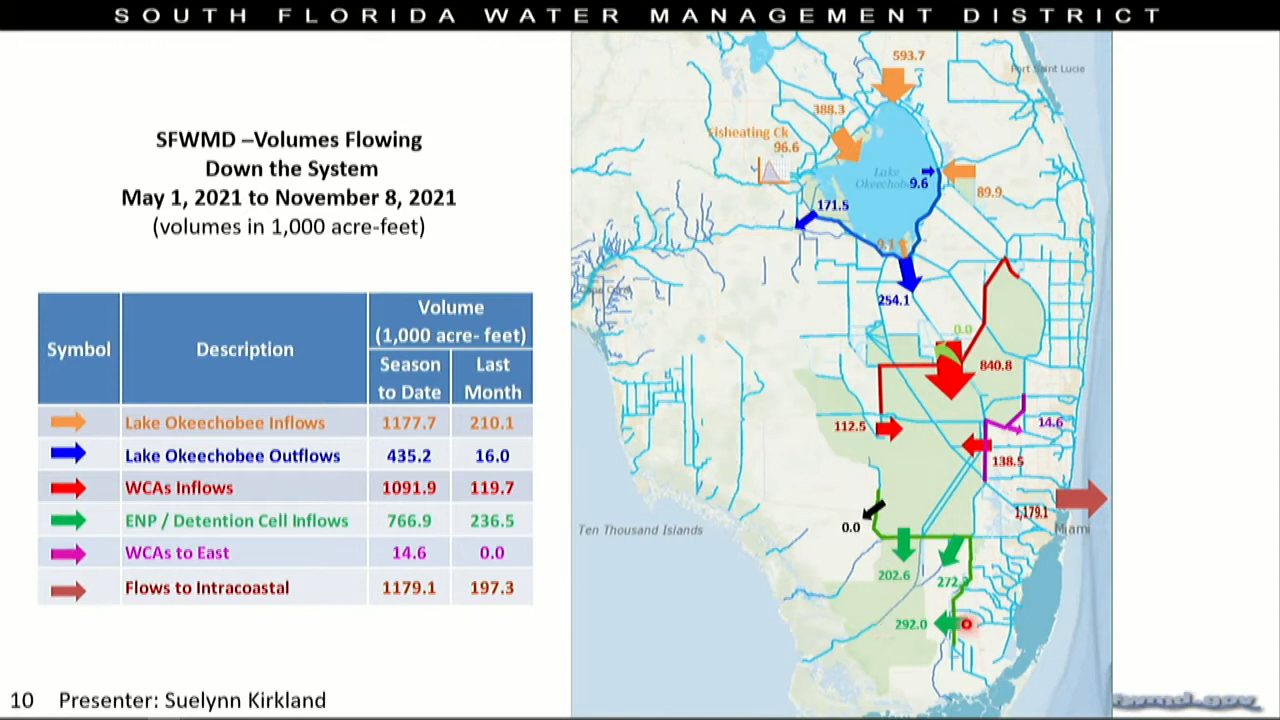 SOUTH FLORIDA WATER MANAGEMENT DISTRICT
SFWMD –Volumes Flowing
Down the System
May 1, 2021 to November 8, 2021
(volumes in 1,000 acre-feet)
Symbol
Description
Volume
(1,000 acre- feet)
Season
to Date
Last
Month
Lake Okeechobee Inflows 1177.7 210.1
Lake Okeechobee Outflows 435.2 16.0
WCAs Inflows 1091.9 119.7
ENP / Detention Cell Inflows 766.9 236.5
WCAs to East 14.6 0.0
Flows to Intracoastal 1179.1 197.3
593.7
Port Saint Lucie
388.3
Fisheating Ck
96.6
Lake
9.6
89.9
171.5
254.1
0.0
840.8
112.5
14.6
138.5
1,179.1
Miami
0.0
Ten Thousand Islands
202.6
292.0
10 Presenter: Suelynn Kirkland